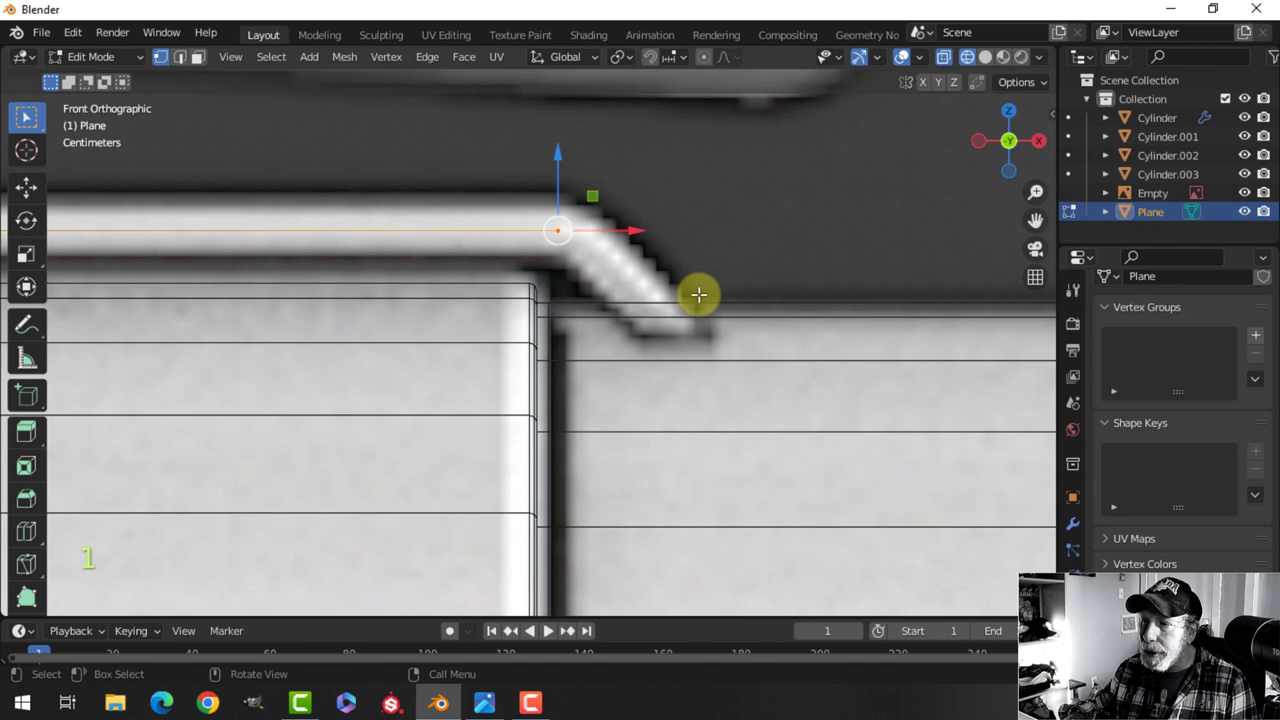 Blender
File Edit Render Window Help Layout Modeling Sculpting UV Editing Texture Paint Shading Animation Rendering Compositing Geometry No Scene ViewLayer
Edit Mode View Select Add Mesh Vertex Edge Face UV Global
X Y Z Options
Front Orthographic
(1) Plane
Centimeters
Z
Y
X
Scene Collection
Collection
Cylinder
Cylinder.001
Cylinder.002
Cylinder.003
Empty
Plane
Plane
Vertex Groups
Shape Keys
UV Maps
Vertex Colors
1
Playback Keying View Marker 1 Start 1 End
1 20 40 60 80 100 120 140 160 180 200 220 240
Select Box Select Rotate View Call Menu